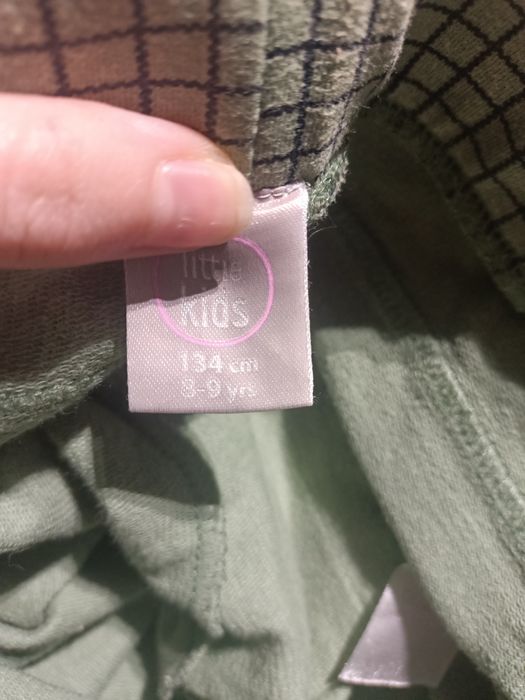 little
kids
134 cm
8-9 yrs